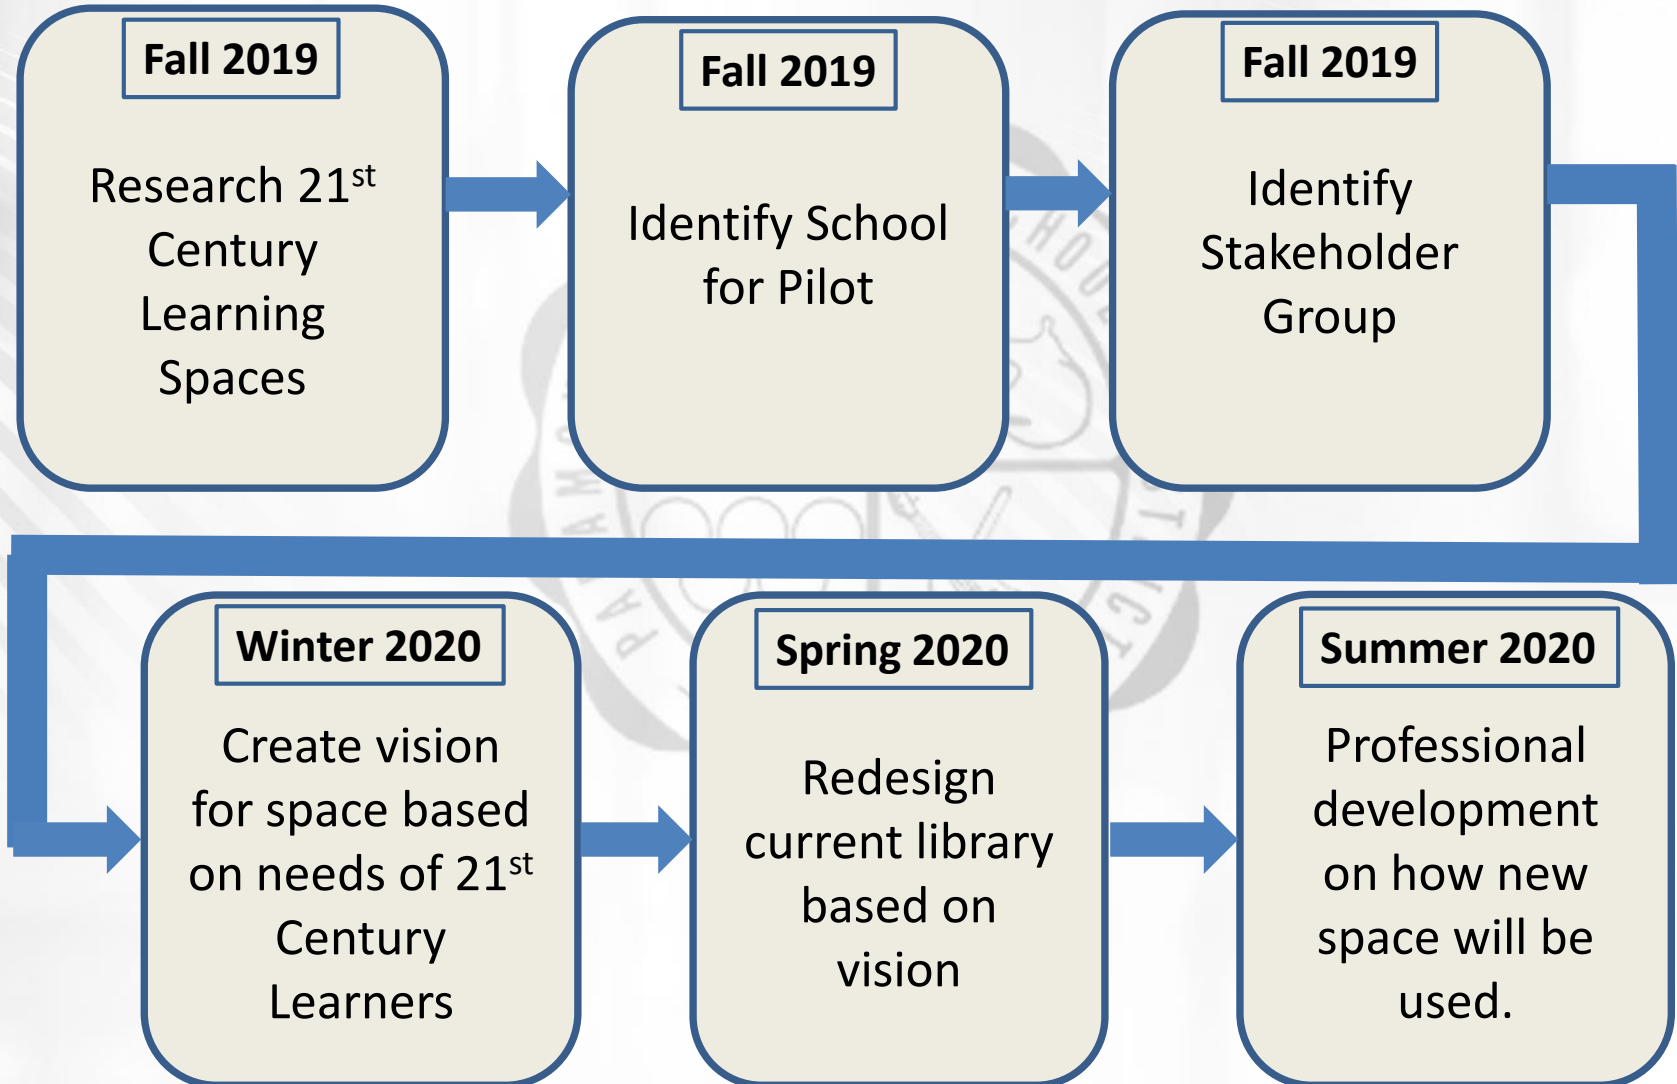 Fall 2019
Research 21st
Century
Learning
Spaces
Fall 2019
Identify School
for Pilot
Fall 2019
Identify
Stakeholder
Group
Winter 2020
Create vision
for space based
on needs of 21st
Century
Learners
Spring 2020
Redesign
current library
based on
vision
Summer 2020
Professional
development
on how new
space will be
used.